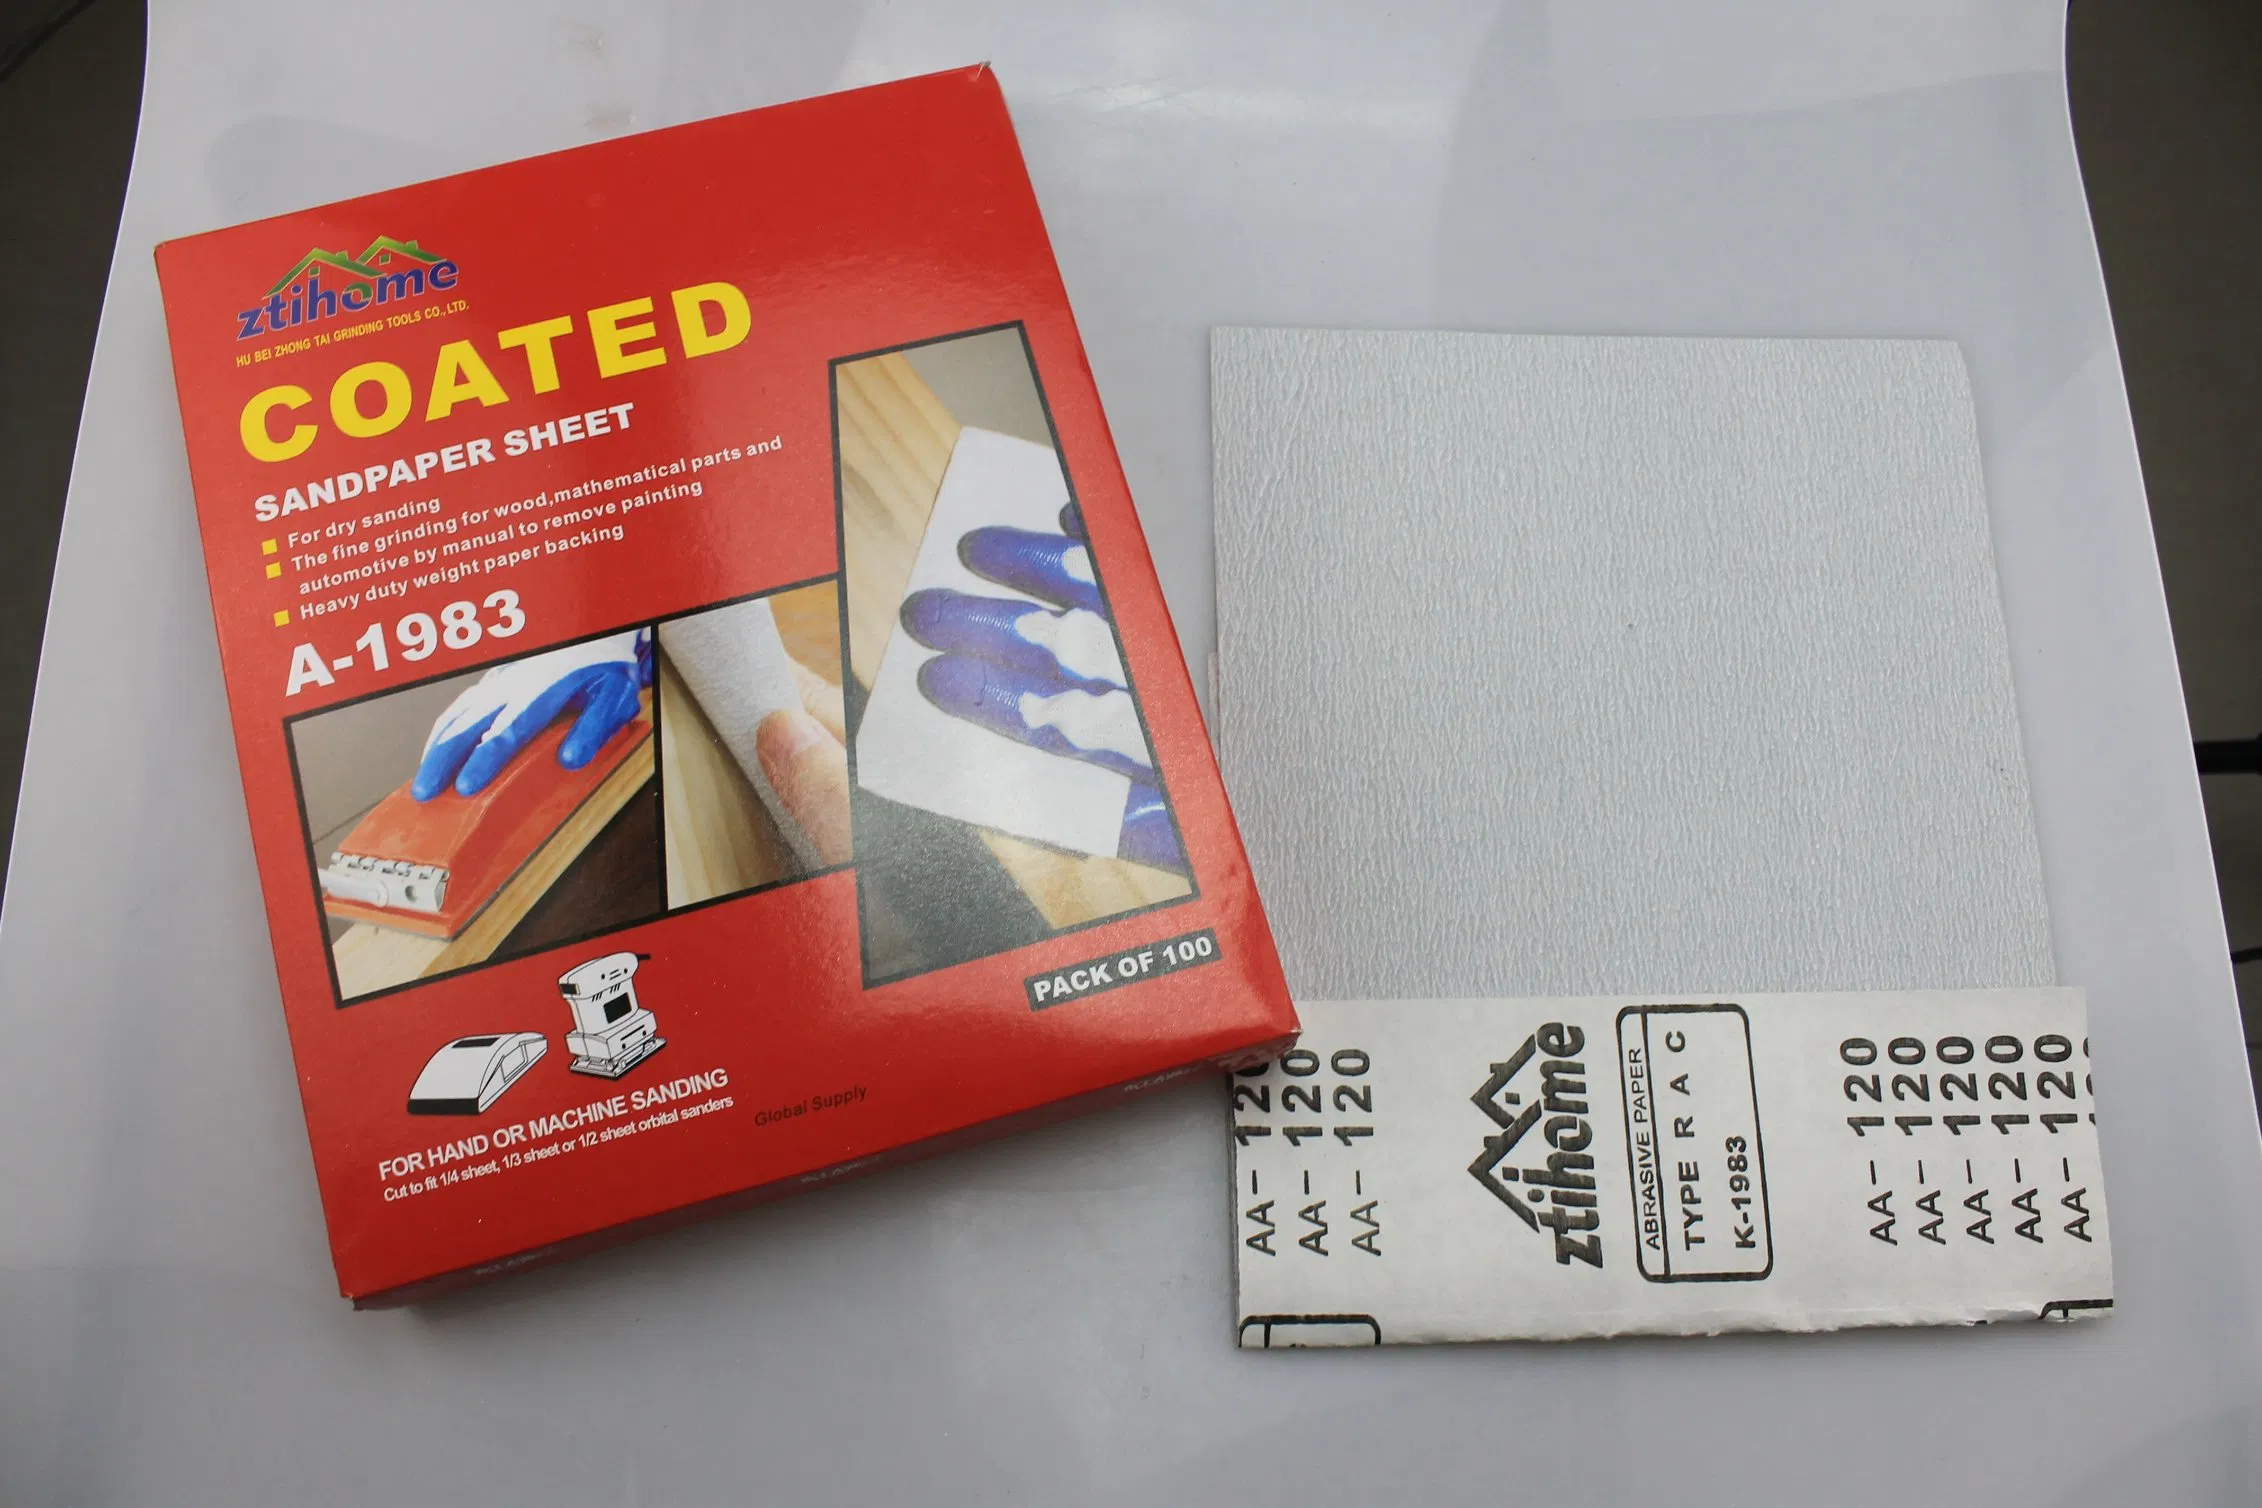 ztihome
HU BEI ZHONG TAI GRINDING TOOLS CO., LTD.
COATED
SANDPAPER SHEET
For dry sanding
The fine grinding for wood,mathematical parts and
automotive by manual to remove painting
Heavy duty weight paper backing
A-1983
PACK OF 100
FOR HAND OR MACHINE SANDING
Cut to fit 1/4 sheet, 1/3 sheet or 1/2 sheet orbital sanders
Global Supply
AA- 120
AA- 120
AA- 120
ztihome
ABRASIVE PAPER
TYPE R A C
K-1983
AA- 120
AA- 120
AA- 120
AA- 120
AA- 120